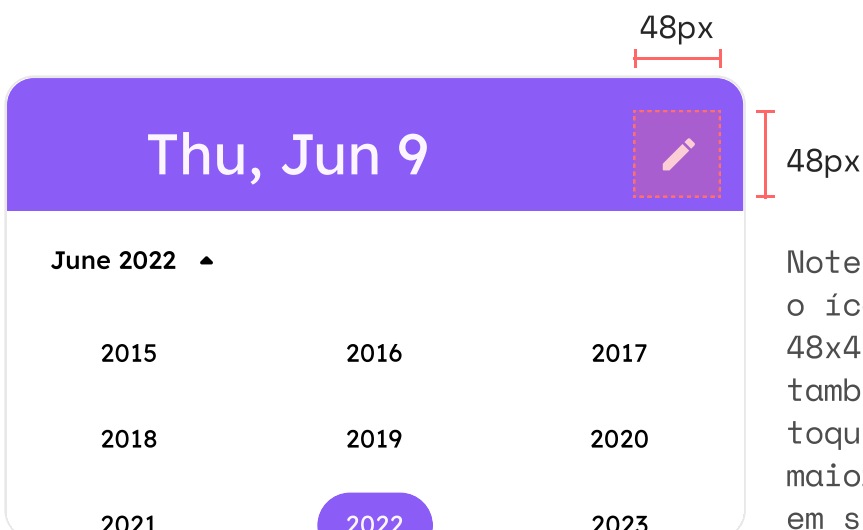 48px
Thu, Jun 9
48px
June 2022
Note
o íc
48x4
2015 2016 2017
tamb
toqu
2018 2019 2020
maio
em s
2021 2022 2023